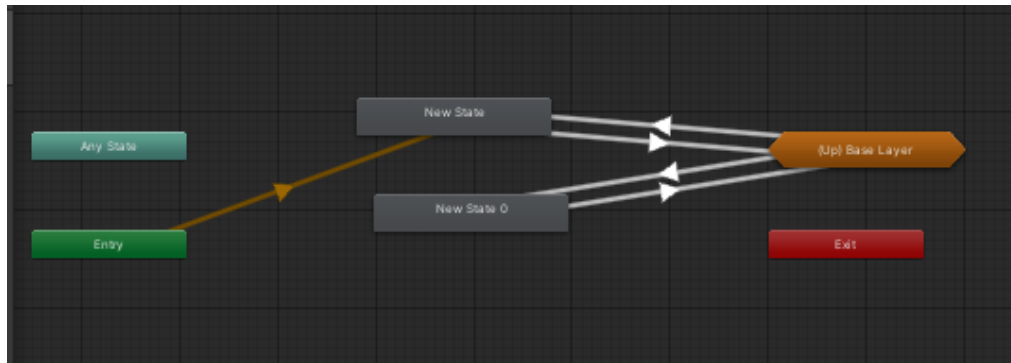 New State
Any State
(Up) Base Layer
New State 0
Entry
Exit